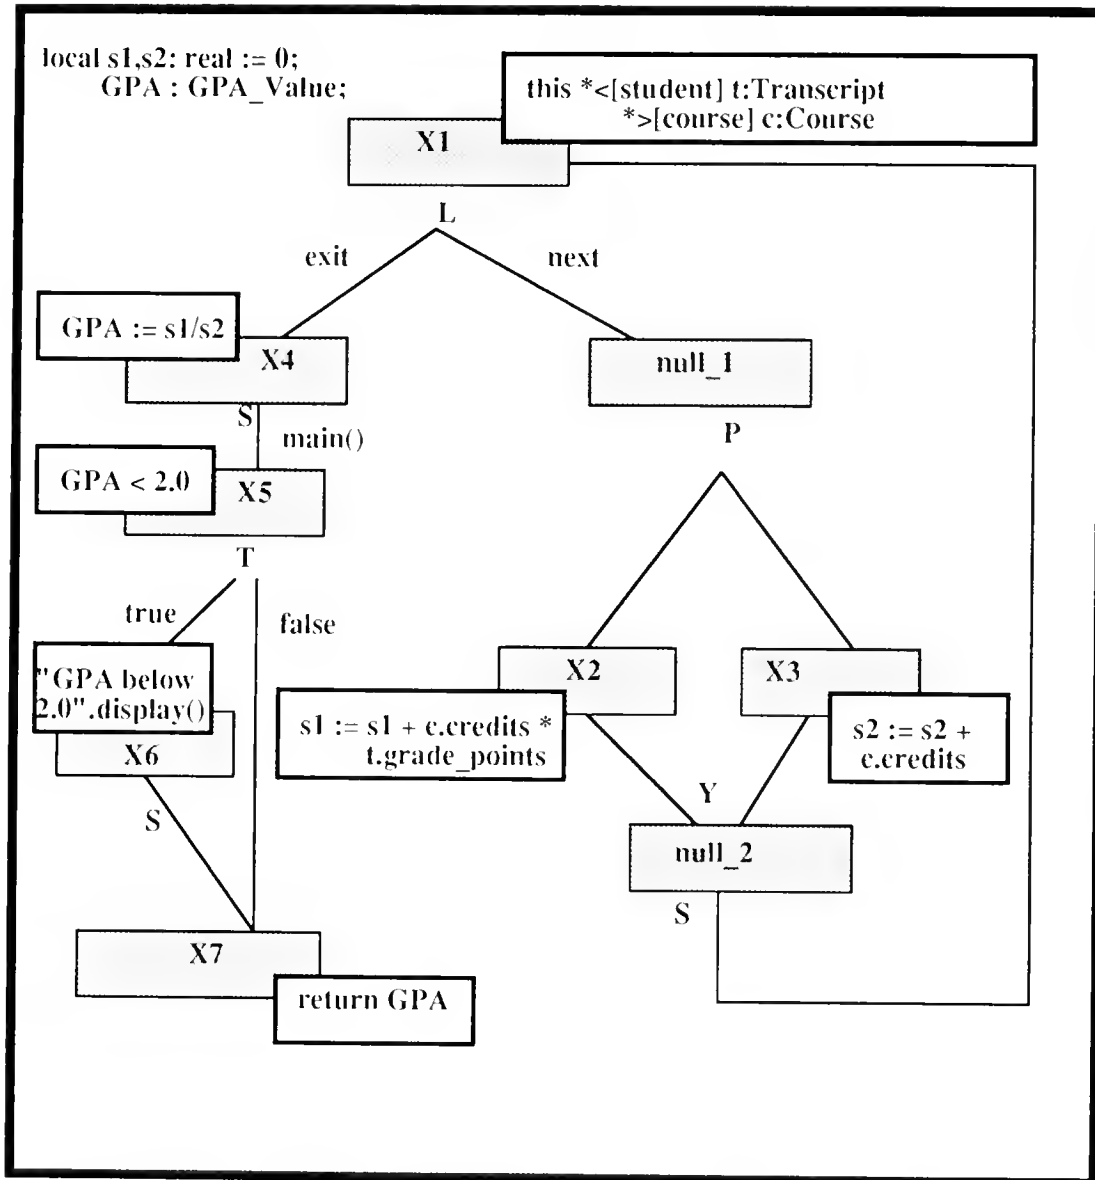 local s1,s2: real := 0;
GPA : GPA_Value;
this *<[student] t:Transcript
*>[course] c:Course
X1
L
exit
next
GPA := s1/s2
X4
null_1
S
main()
P
GPA < 2.0
X5
T
true
false
"GPA below
2.0".display()
X6
X2
X3
s1 := s1 + c.credits *
t.grade_points
s2 := s2 +
c.credits
S
Y
null_2
S
X7
return GPA